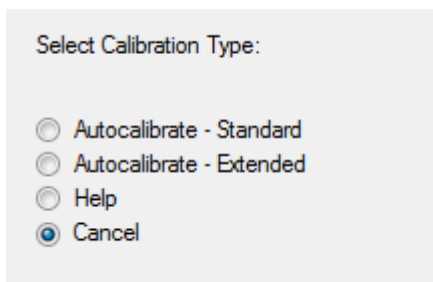 Select Calibration Type:
Autocalibrate - Standard
Autocalibrate - Extended
Help
Cancel